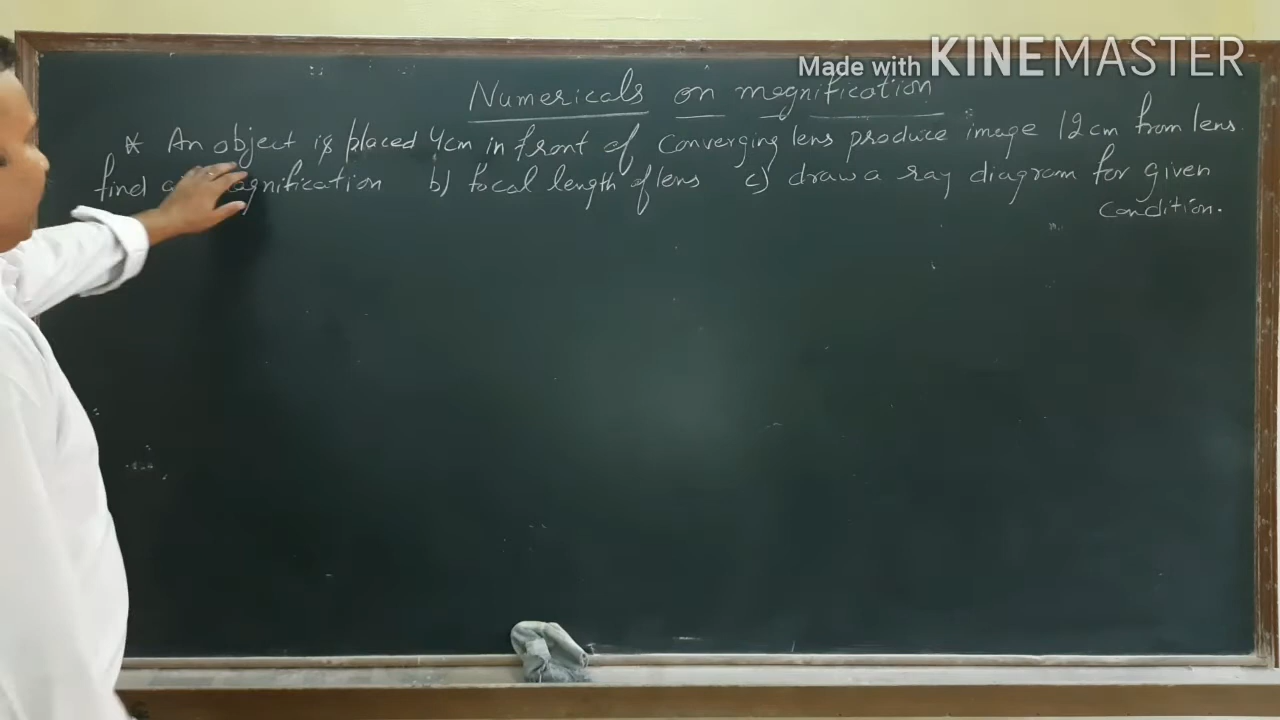 Made with KINEMASTER
Numericals on magnification
* An object is placed 4cm in front of converging lens produce image 12cm from lens.
find agnification b) focal length of lens c) draw a ray diagram for given
condition.